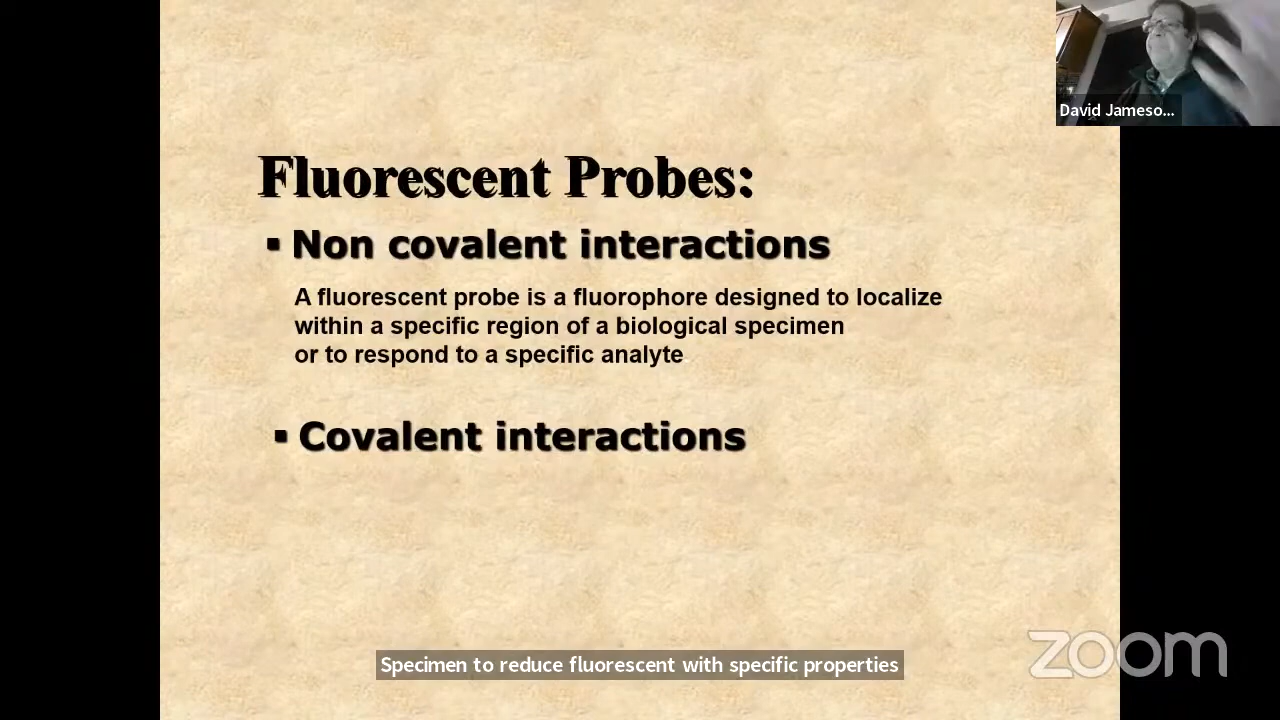 David Jameso...
Fluorescent Probes:
▪ Non covalent interactions
A fluorescent probe is a fluorophore designed to localize
within a specific region of a biological specimen
or to respond to a specific analyte
▪ Covalent interactions
Specimen to reduce fluorescent with specific properties
zoom